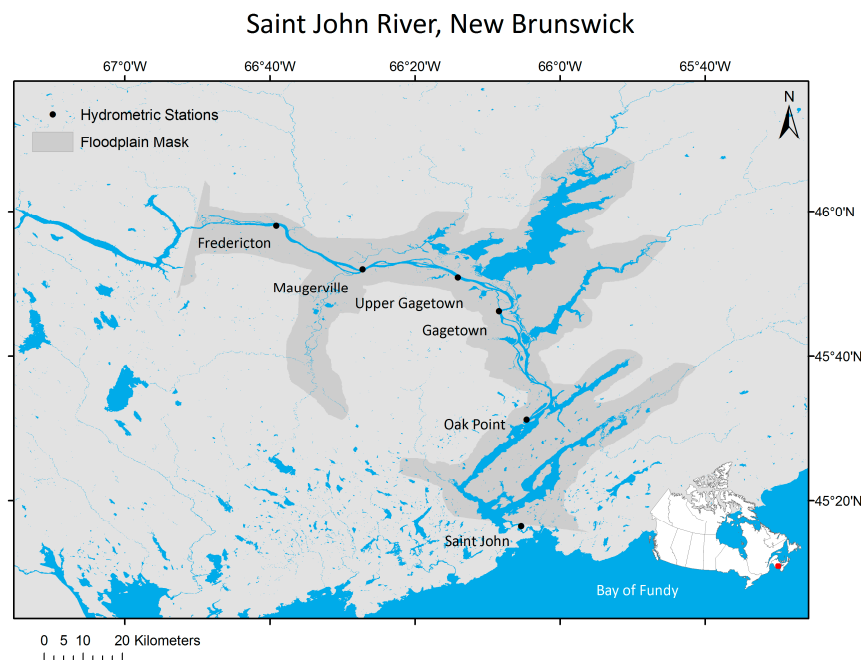 Saint John River, New Brunswick
67°0'W 66°40'W 66°20'W 66°0'W 65°40'W
N
Hydrometric Stations
Floodplain Mask
46°0'N
Fredericton
Maugerville
Upper Gagetown
Gagetown
45°40'N
Oak Point
45°20'N
Saint John
Bay of Fundy
0 5 10 20 Kilometers